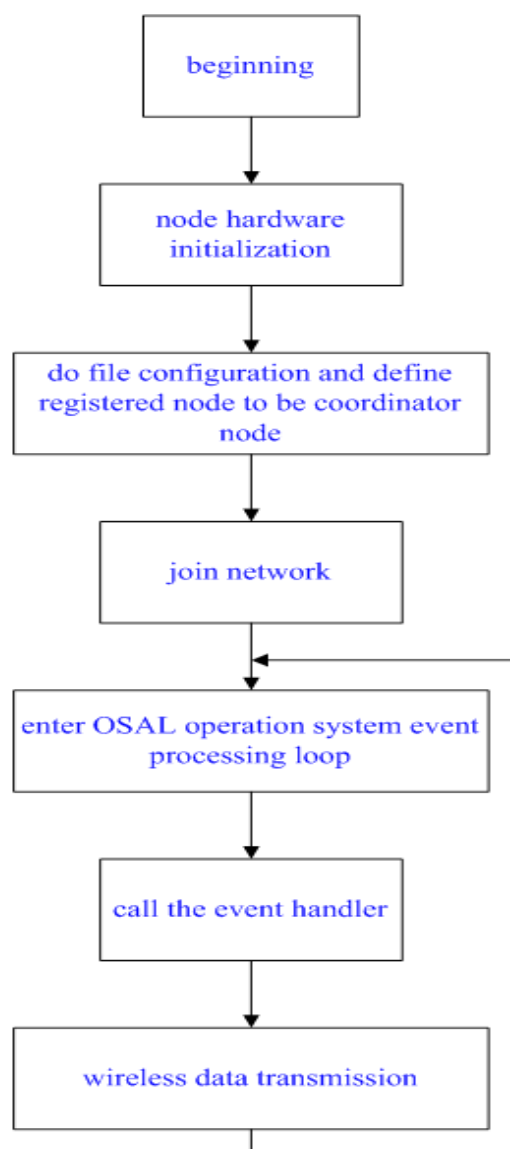 beginning
node hardware
initialization
do file configuration and define
registered node to be coordinator
node
join network
enter OSAL operation system event
processing loop
call the event handler
wireless data transmission